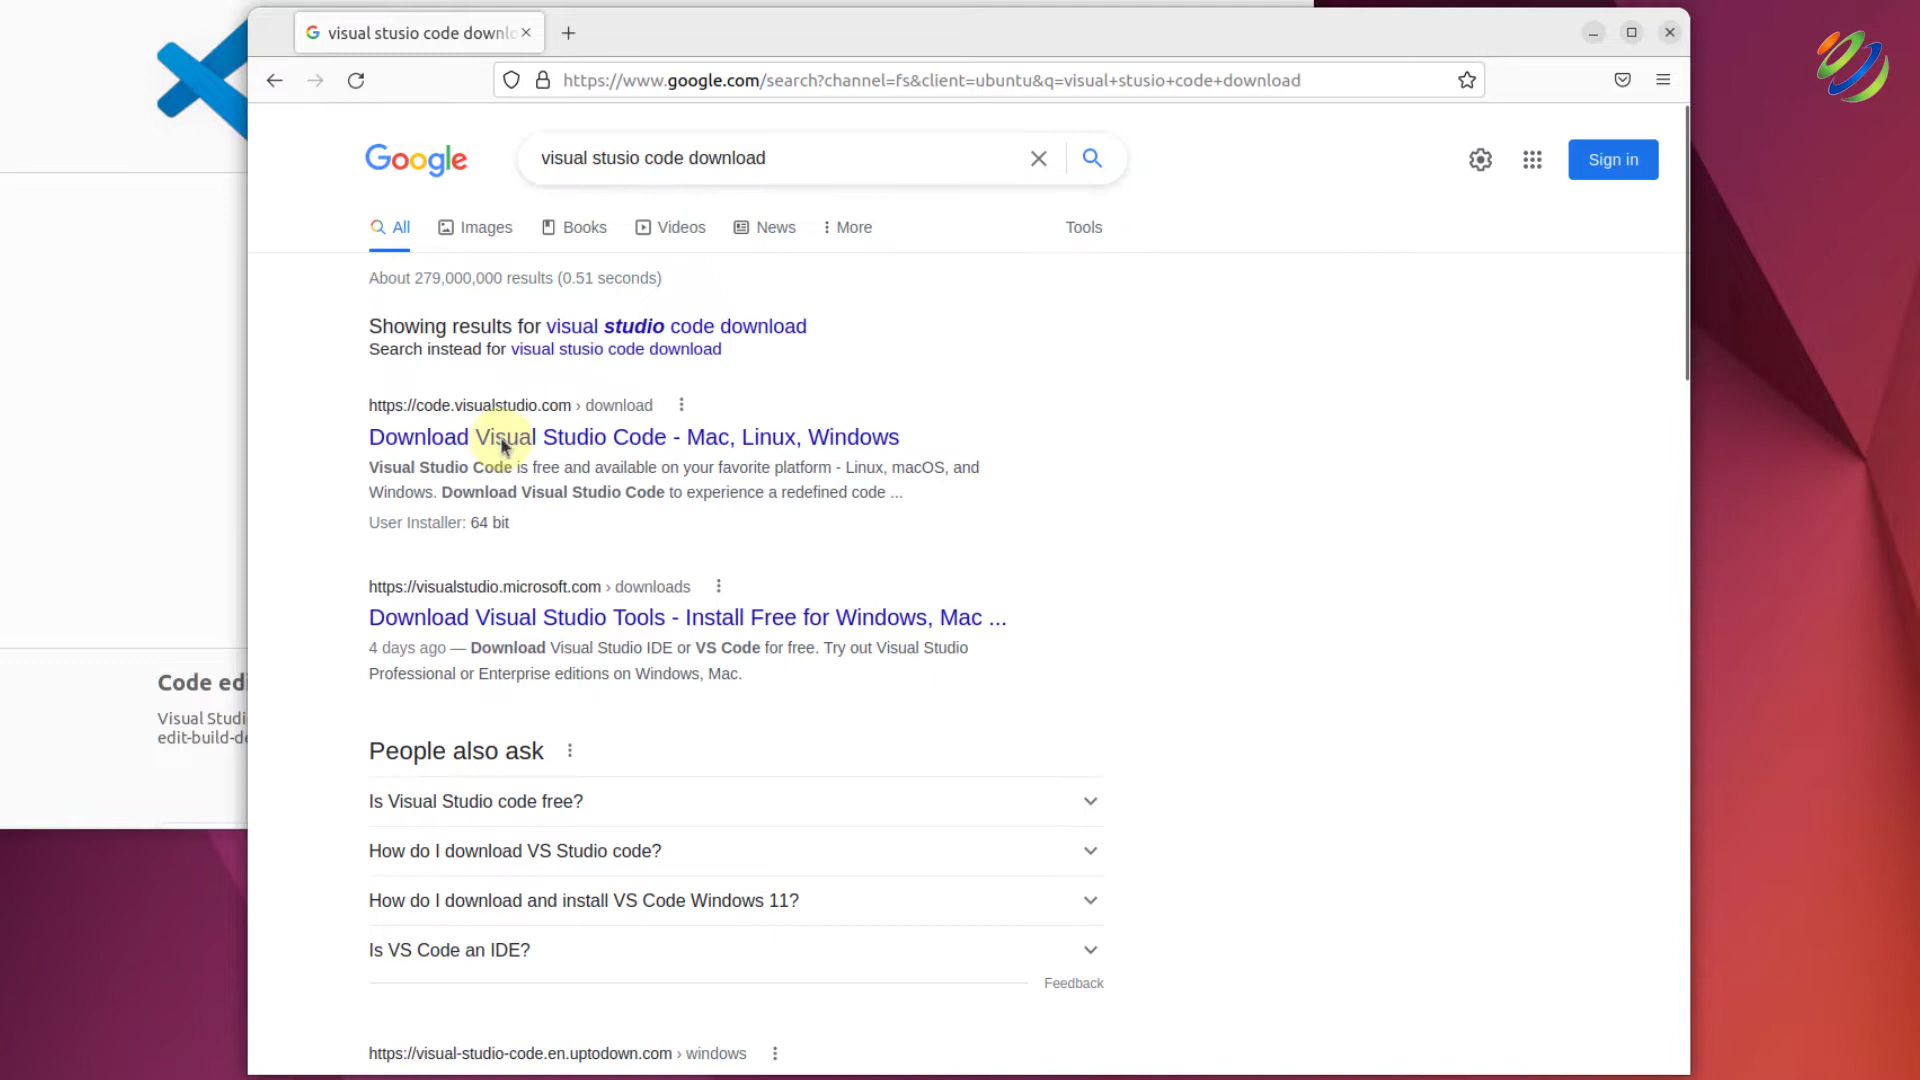 visual stusio code downlo
https://www.google.com/search?channel=fs&client=ubuntu&q=visual+stusio+code+download
Google
visual stusio code download
Sign in
All
Images
Books
Videos
News
More
Tools
About 279,000,000 results (0.51 seconds)
Showing results for visual studio code download
Search instead for visual stusio code download
https://code.visualstudio.com › download
Download Visual Studio Code - Mac, Linux, Windows
Visual Studio Code is free and available on your favorite platform - Linux, macOS, and
Windows. Download Visual Studio Code to experience a redefined code ...
User Installer: 64 bit
https://visualstudio.microsoft.com › downloads
Download Visual Studio Tools - Install Free for Windows, Mac ...
4 days ago — Download Visual Studio IDE or VS Code for free. Try out Visual Studio
Professional or Enterprise editions on Windows, Mac.
Code edi
Visual Studi
edit-build-de
People also ask
Is Visual Studio code free?
How do I download VS Studio code?
How do I download and install VS Code Windows 11?
Is VS Code an IDE?
Feedback
https://visual-studio-code.en.uptodown.com › windows